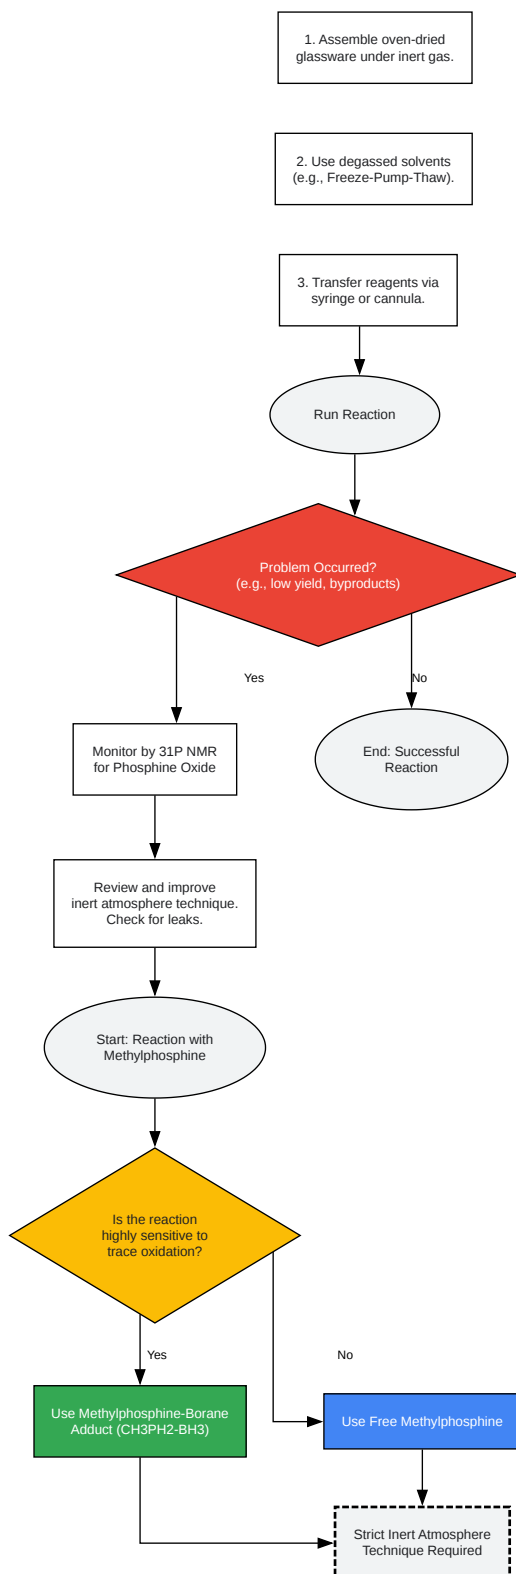 1. Assemble oven-dried
glassware under inert gas.
2. Use degassed solvents
(e.g., Freeze-Pump-Thaw).
3. Transfer reagents via
syringe or cannula.
Run Reaction
Problem Occurred?
(e.g., low yield, byproducts)
Yes
No
Monitor by 31P NMR
for Phosphine Oxide
End: Successful
Reaction
Review and improve
inert atmosphere technique.
Check for leaks.
Start: Reaction with
Methylphosphine
Is the reaction
highly sensitive to
trace oxidation?
Yes
No
Use Methylphosphine-Borane
Adduct (CH3PH2-BH3)
Use Free Methylphosphine
Strict Inert Atmosphere
Technique Required